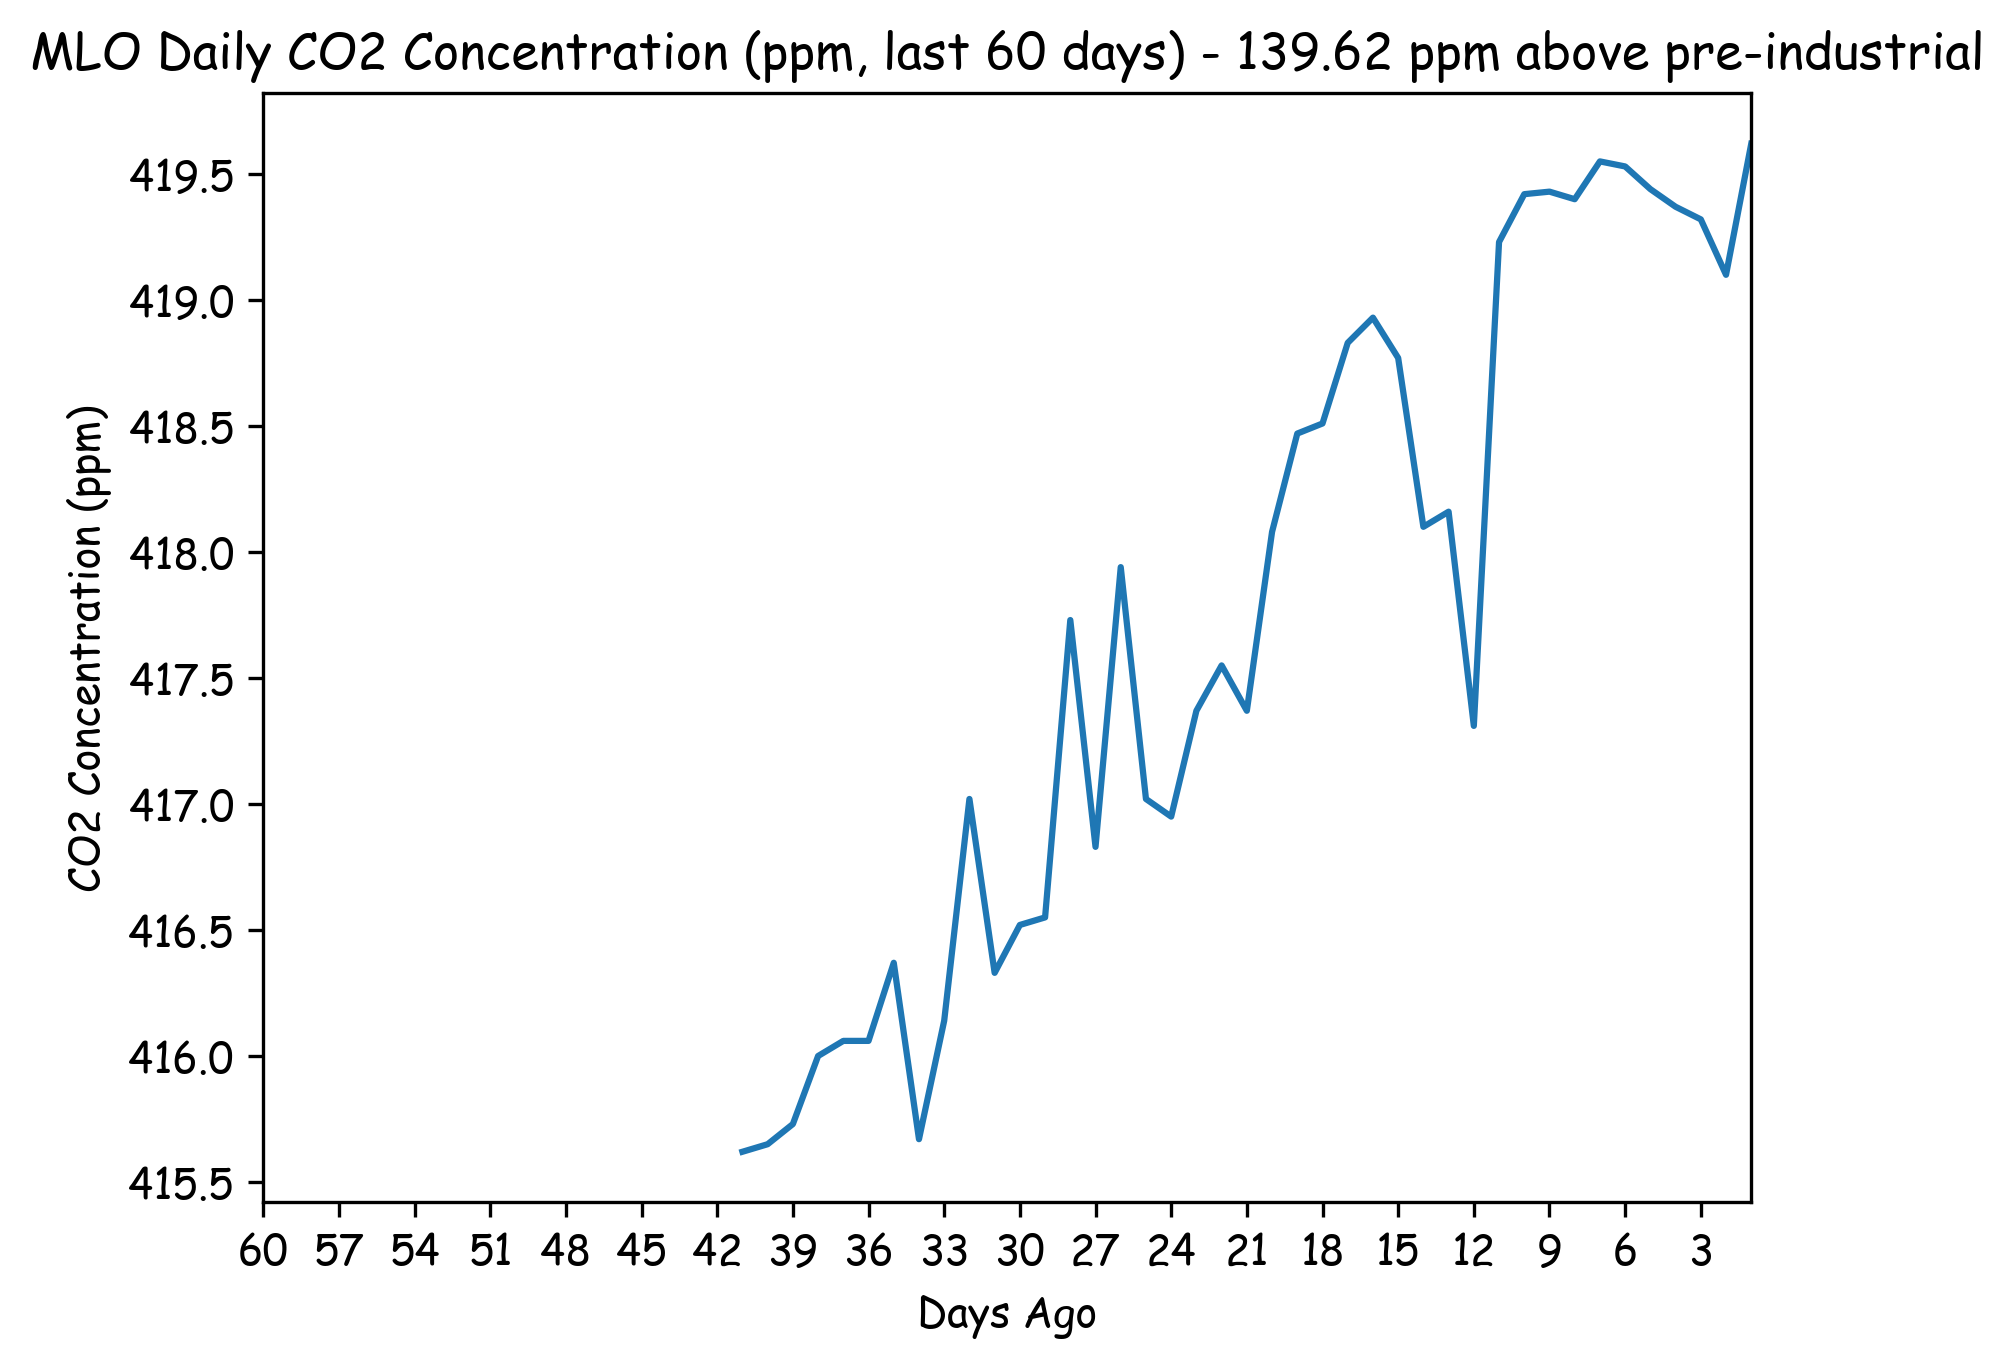 MLO Daily CO2 Concentration (ppm, last 60 days) - 139.62 ppm above pre-industrial
CO2 Concentration (ppm)
419.5
419.0
418.5
418.0
417.5
417.0
416.5
416.0
415.5
60 57 54 51 48 45 42 39 36 33 30 27 24 21 18 15 12 9 6 3
Days Ago